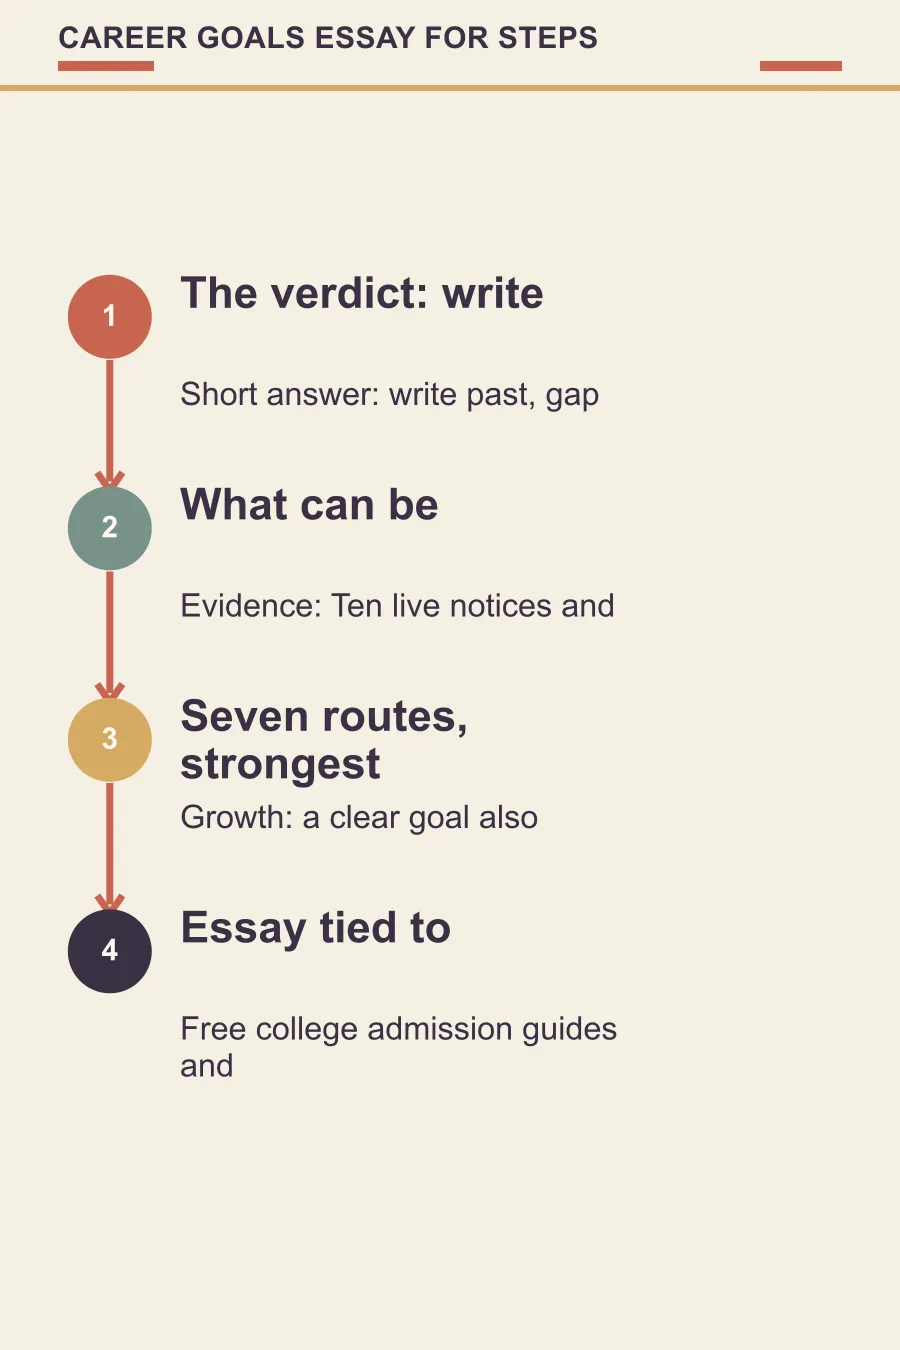 CAREER GOALS ESSAY FOR STEPS
1
The verdict: write
Short answer: write past, gap
2
What can be
Evidence: Ten live notices and
3
Seven routes,
strongest
Growth: a clear goal also
4
Essay tied to
Free college admission guides
and